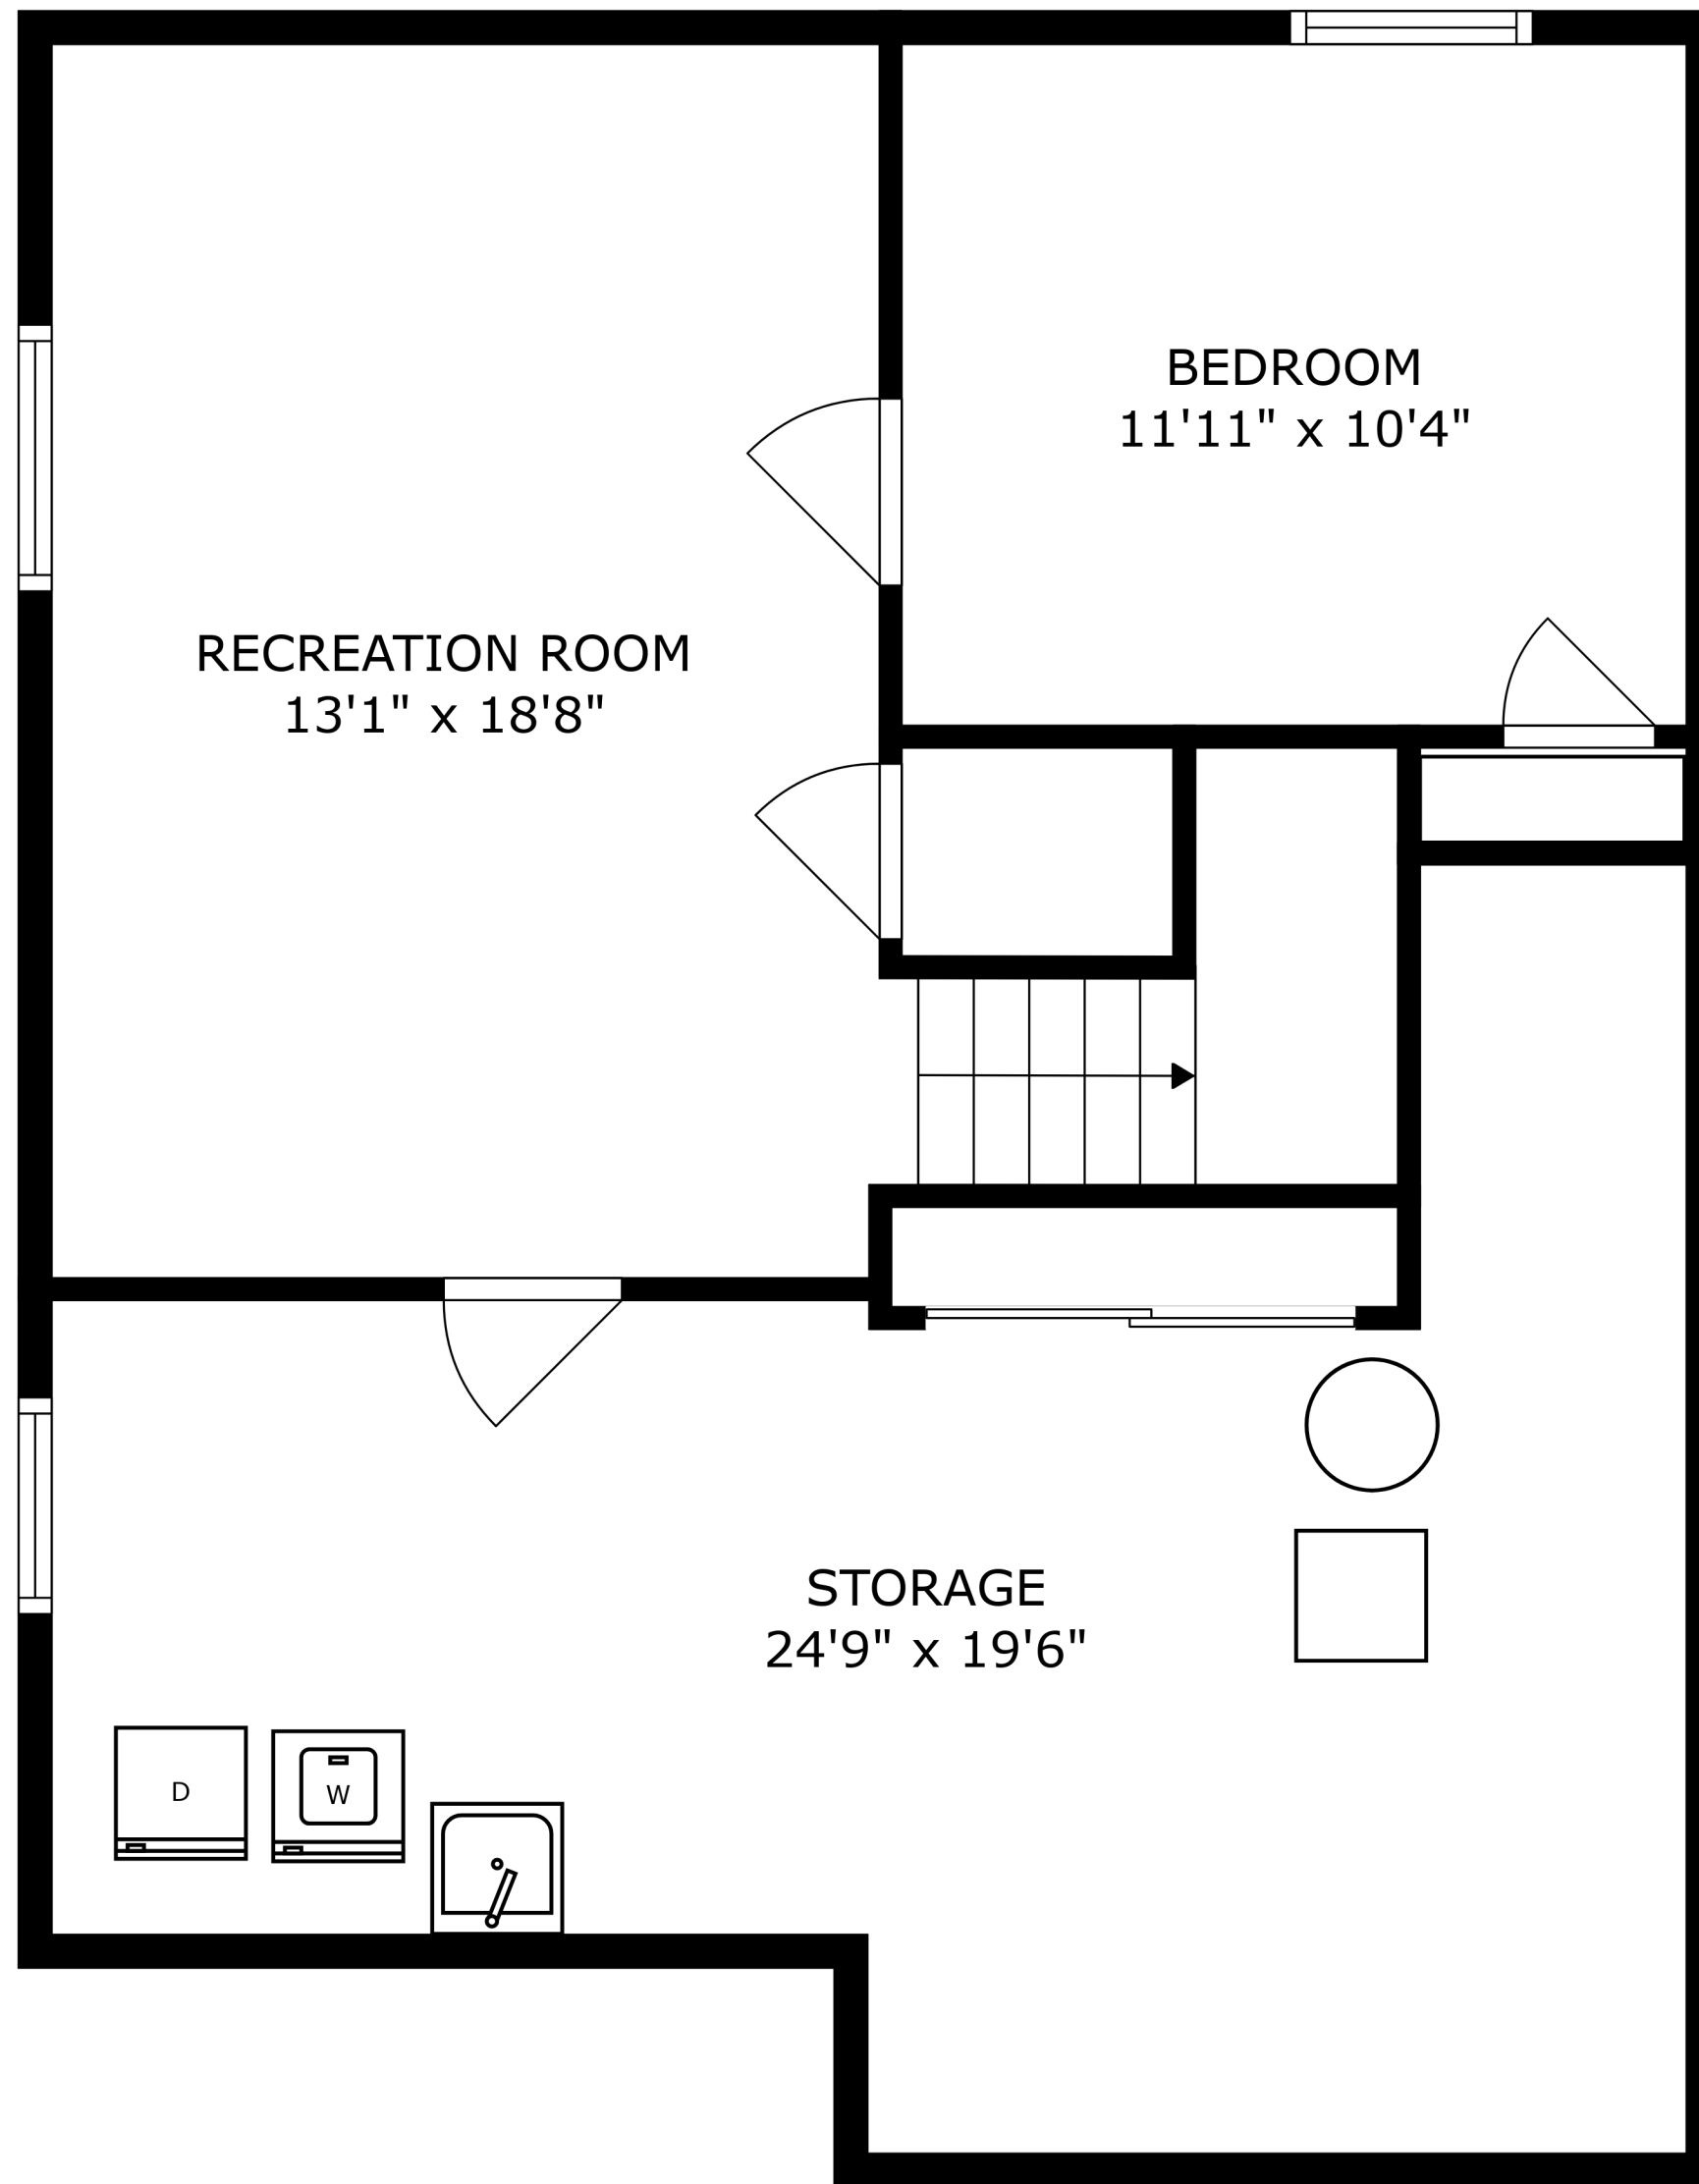 BEDROOM
11'11" x 10'4"
RECREATION ROOM
13'1" x 18'8"
STORAGE
24'9" x 19'6"
D
W